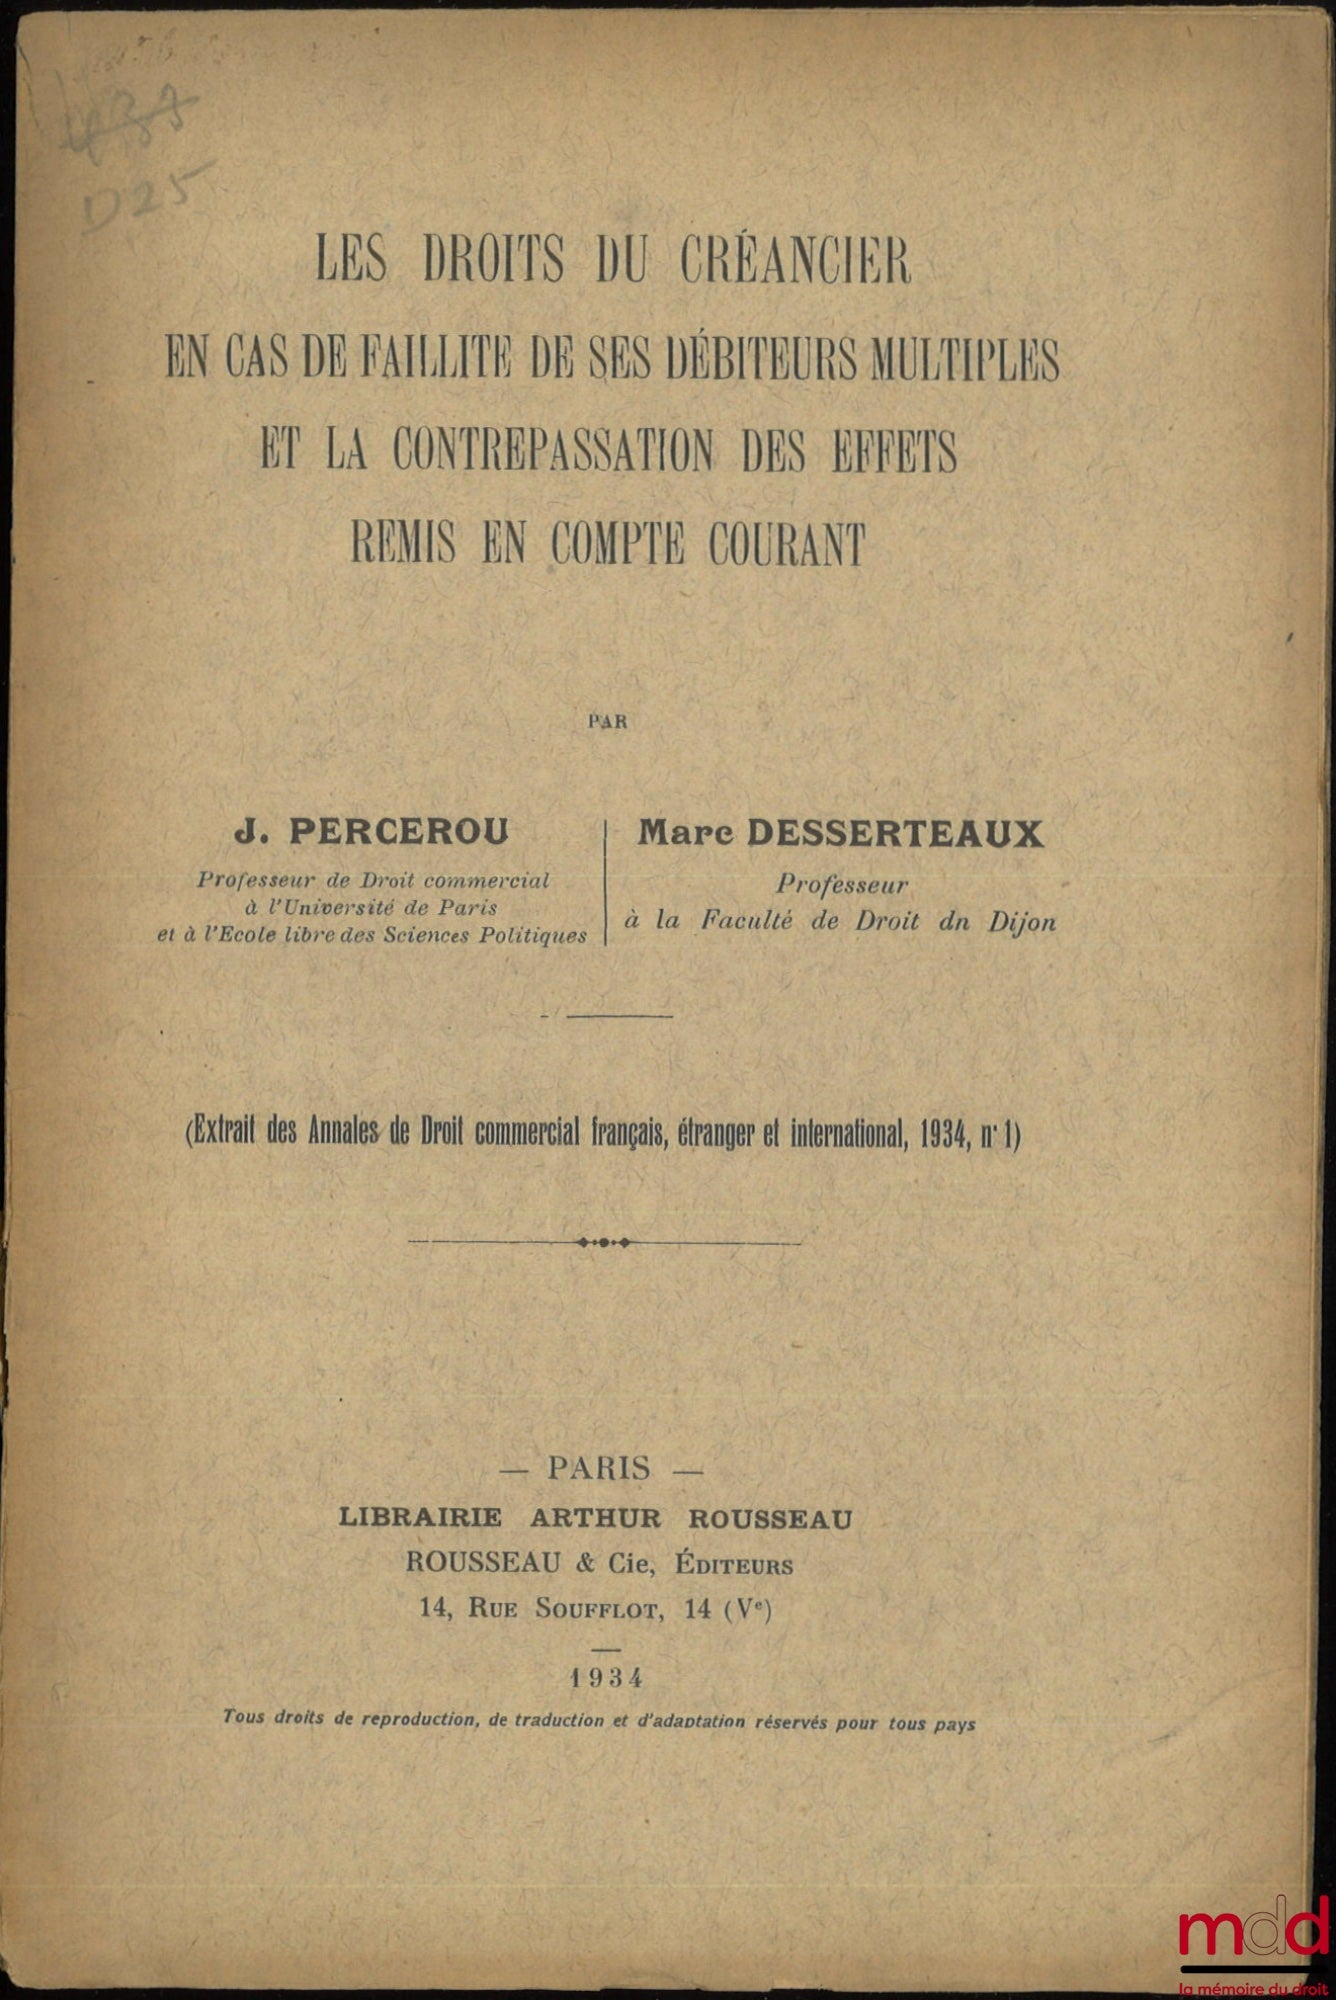 D25
LES DROITS DU CRÉANCIER
EN CAS DE FAILLITE DE SES DÉBITEURS MULTIPLES
ET LA CONTREPASSATION DES EFFETS
REMIS EN COMPTE COURANT
PAR
J. PERCEROU
Professeur de Droit commercial
à l'Université de Paris
et à l'Ecole libre des Sciences Politiques
Marc DESSERTEAUX
Professeur
à la Faculté de Droit dn Dijon
(Extrait des Annales de Droit commercial français, étranger et international, 1934, n° 1)
— PARIS —
LIBRAIRIE ARTHUR ROUSSEAU
ROUSSEAU & Cie, ÉDITEURS
14, RUE SOUFFLOT, 14 (Ve)
1934
Tous droits de reproduction, de traduction et d'adaptation réservés pour tous pays
mdd
la mémoire du droit